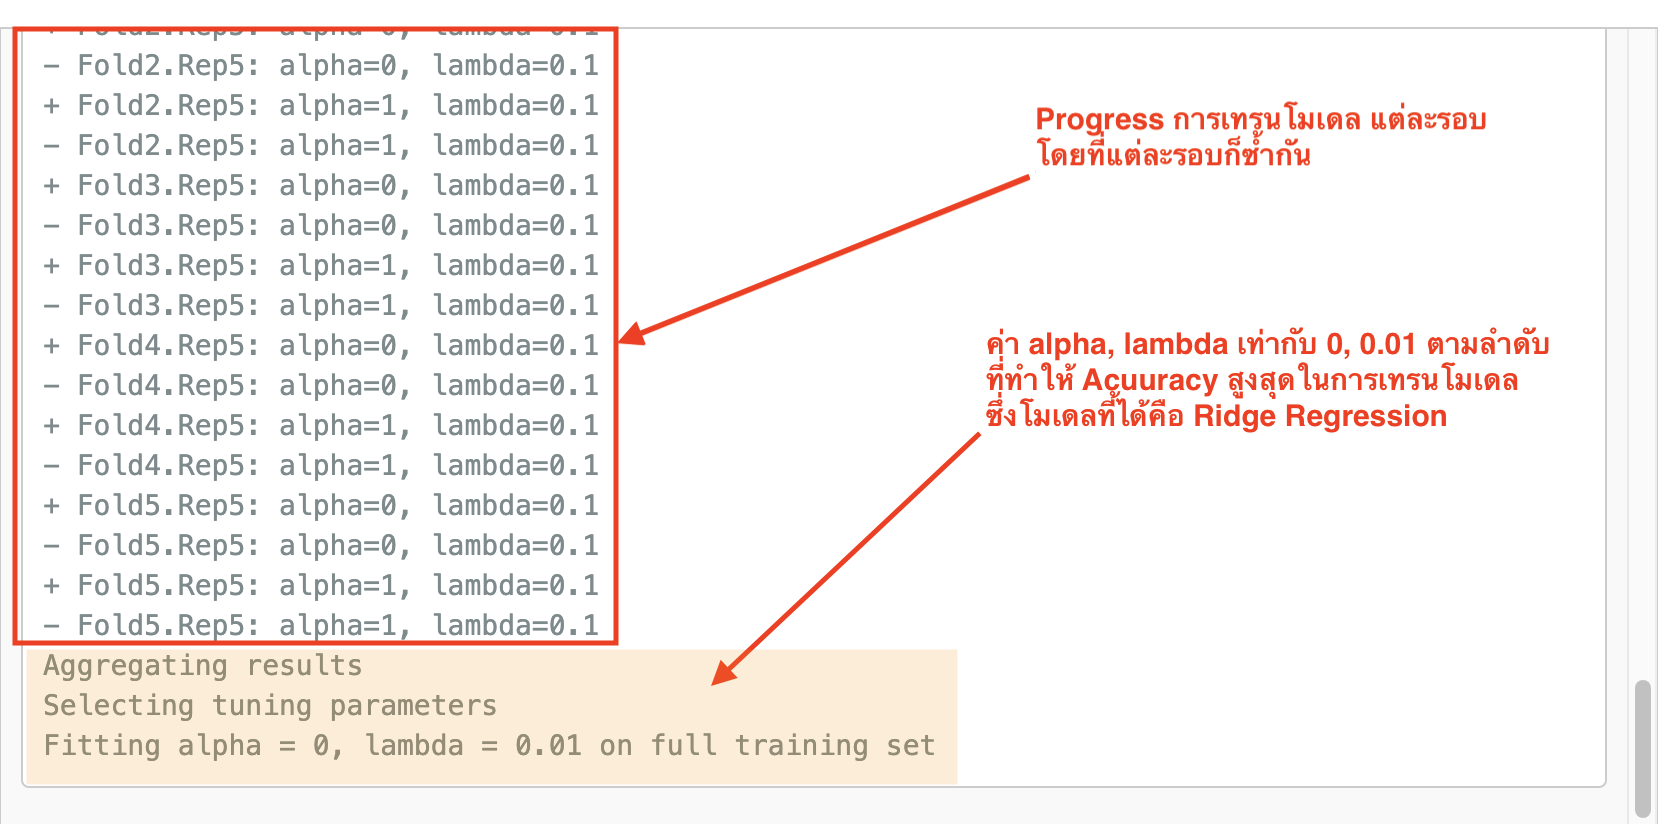 - Fold2.Rep5: alpha=0, lambda=0.1
+ Fold2.Rep5: alpha=1, lambda=0.1
- Fold2.Rep5: alpha=1, lambda=0.1
+ Fold3.Rep5: alpha=0, lambda=0.1
- Fold3.Rep5: alpha=0, lambda=0.1
+ Fold3.Rep5: alpha=1, lambda=0.1
- Fold3.Rep5: alpha=1, lambda=0.1
+ Fold4.Rep5: alpha=0, lambda=0.1
- Fold4.Rep5: alpha=0, lambda=0.1
+ Fold4.Rep5: alpha=1, lambda=0.1
- Fold4.Rep5: alpha=1, lambda=0.1
+ Fold5.Rep5: alpha=0, lambda=0.1
- Fold5.Rep5: alpha=0, lambda=0.1
+ Fold5.Rep5: alpha=1, lambda=0.1
- Fold5.Rep5: alpha=1, lambda=0.1
Aggregating results
Selecting tuning parameters
Fitting alpha = 0, lambda = 0.01 on full training set
Progress การเทรนโมเดล แต่ละรอบ
โดยที่แต่ละรอบก็ซ้ำกัน
ค่า alpha, lambda เท่ากับ 0, 0.01 ตามลำดับ
ที่ทำให้ Acuuracy สูงสุดในการเทรนโมเดล
ซึ่งโมเดลที่ได้คือ Ridge Regression